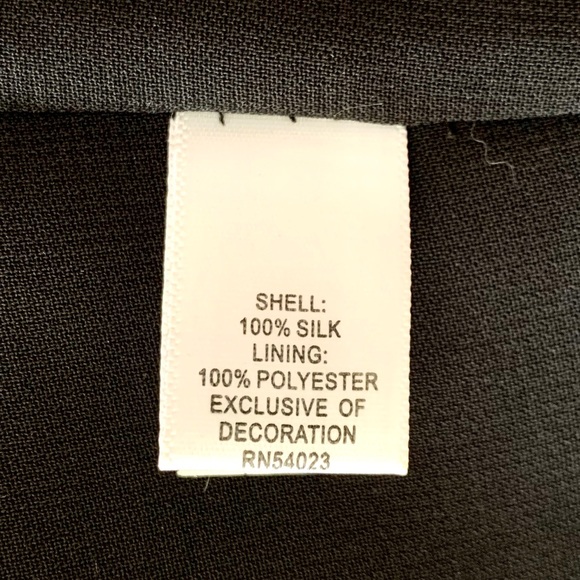 SHELL:
100% SILK
LINING:
100% POLYESTER
EXCLUSIVE OF
DECORATION
RN54023